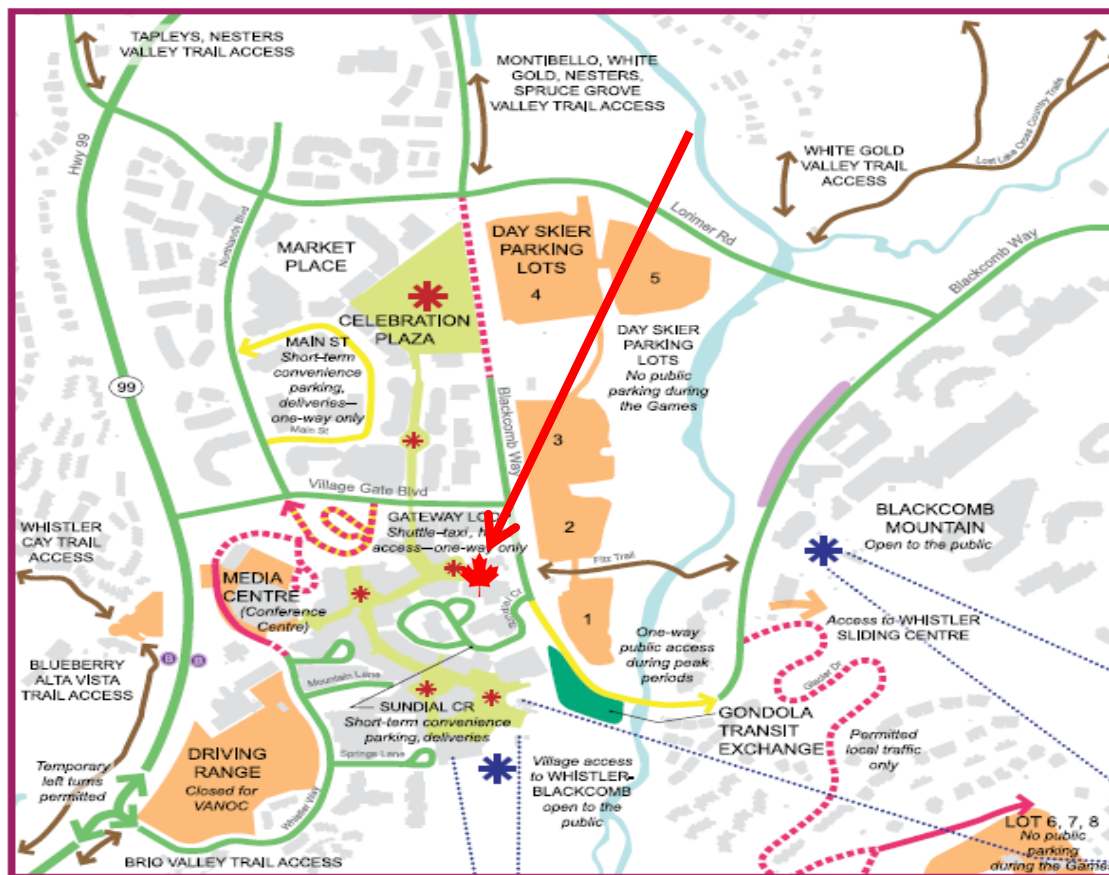 TAPLEYS, NESTERS
VALLEY TRAIL ACCESS
MONTIBELLO, WHITE
GOLD, NESTERS,
SPRUCE GROVE
VALLEY TRAIL ACCESS
Lost Lake Cross Country Trails
WHITE GOLD
VALLEY TRAIL
ACCESS
Hwy 99
Northlands Blvd
MARKET
PLACE
DAY SKIER
PARKING
LOTS
4
5
Lorimer Rd
Blackcomb Way
CELEBRATION
PLAZA
MAIN ST
Short-term
convenience
parking,
deliveries—
one-way only
Main St
DAY SKIER
PARKING
LOTS
No public
parking during
the Games
99
Blackcomb Way
3
Village Gate Blvd
GATEWAY
Shuttle-taxi,
access—one-way only
2
Fitz Trail
BLACKCOMB
MOUNTAIN
Open to the public
WHISTLER
CAY TRAIL
ACCESS
MEDIA
CENTRE
(Conference
Centre)
Sundial Cr
1
Access to WHISTLER
SLIDING CENTRE
One-way
public access
during peak
periods
BLUEBERRY
ALTA VISTA
TRAIL ACCESS
B
B
Mountain Lane
SUNDIAL CR
Short-term convenience
parking, deliveries
Glacier Dr
GONDOLA
TRANSIT
EXCHANGE
Permitted
local traffic
only
DRIVING
RANGE
Closed for
VANOC
Springs Lane
Temporary
left turns
permitted
Whistler Way
Village access
to WHISTLER-
BLACKCOMB
open to the
public
BRIO VALLEY TRAIL ACCESS
LOT 6, 7, 8
No public
parking
during the Games